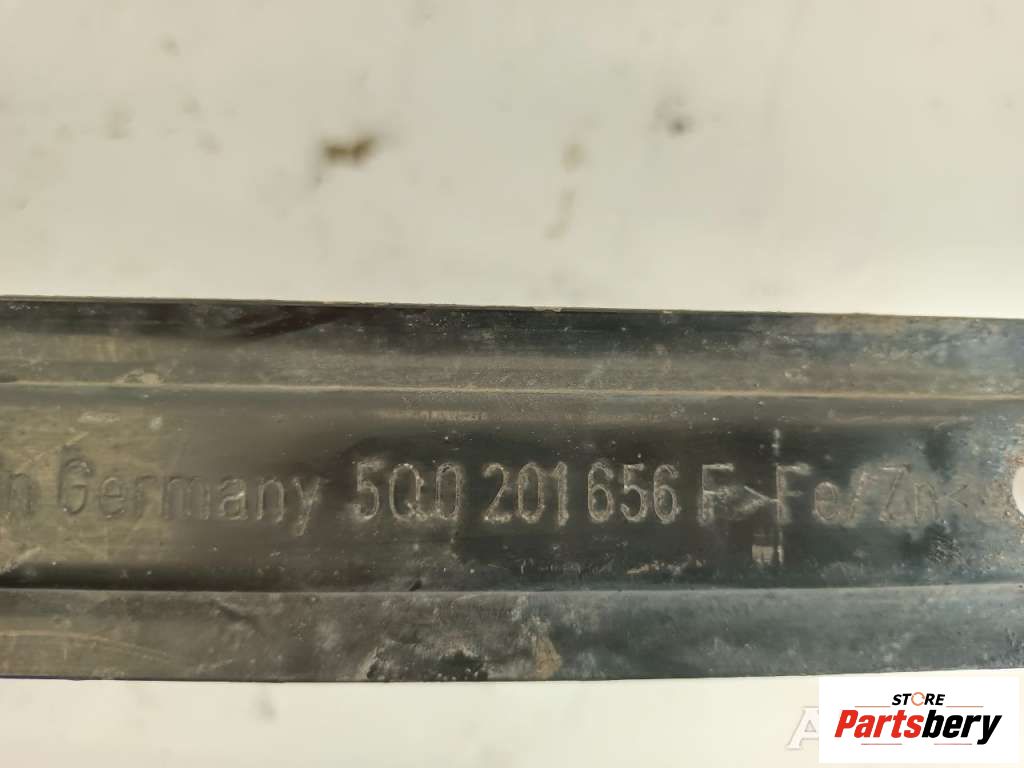 n Germany 5Q0 201 656 F >Fe/Zn<
STORE
Partsbery